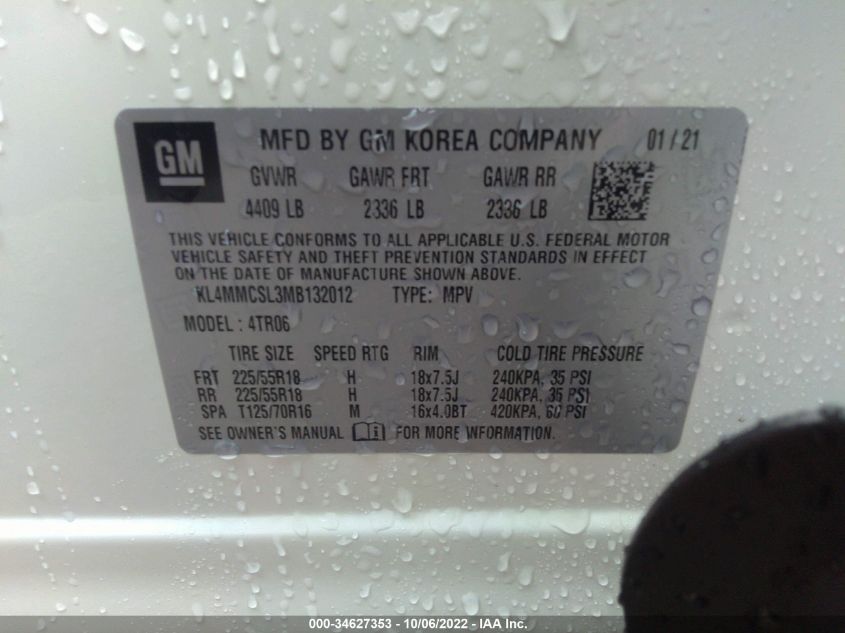 GM
MFD BY GM KOREA COMPANY 01/21
GVWR GAWR FRT GAWR RR
4409 LB 2336 LB 2336 LB
THIS VEHICLE CONFORMS TO ALL APPLICABLE U.S. FEDERAL MOTOR
VEHICLE SAFETY AND THEFT PREVENTION STANDARDS IN EFFECT
ON THE DATE OF MANUFACTURE SHOWN ABOVE.
KL4MMCSL3MB132012 TYPE: MPV
MODEL : 4TR06
TIRE SIZE SPEED RTG RIM COLD TIRE PRESSURE
FRT 225/55R18 H 18x7.5J 240KPA, 35 PSI
RR 225/55R18 H 18x7.5J 240KPA, 35 PSI
SPA T125/70R16 M 16x4.0BT 420KPA, 60 PSI
SEE OWNER'S MANUAL i FOR MORE INFORMATION.
000-34627353 - 10/06/2022 - IAA Inc.